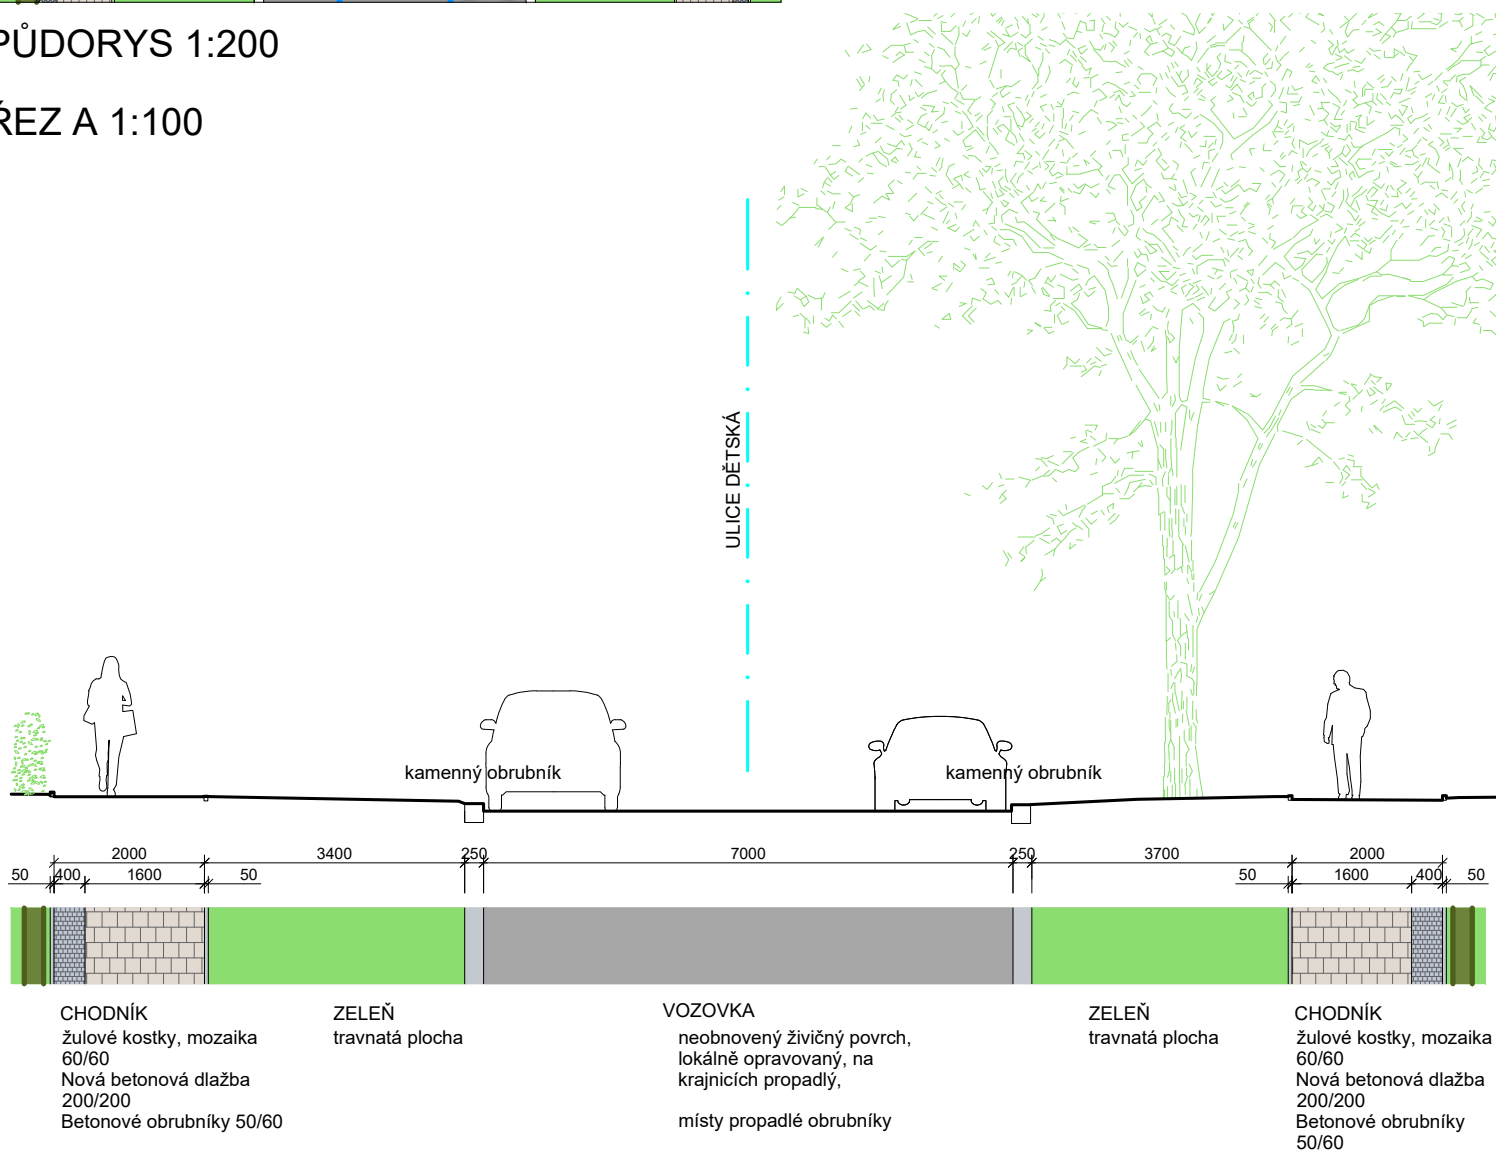 PŮDORYS 1:200
ŘEZ A 1:100
ULICE DĚTSKÁ
kamenný obrubník
kamenný obrubník
2000 3400 250 7000 250 3700 2000
50 400 1600 50 50 1600 400 50
CHODNÍK
žulové kostky, mozaika
60/60
Nová betonová dlažba
200/200
Betonové obrubníky 50/60
ZELEŇ
travnatá plocha
VOZOVKA
neobnovený živičný povrch,
lokálně opravovaný, na
krajnicích propadlý,
místy propadlé obrubníky
ZELEŇ
travnatá plocha
CHODNÍK
žulové kostky, mozaika
60/60
Nová betonová dlažba
200/200
Betonové obrubníky
50/60